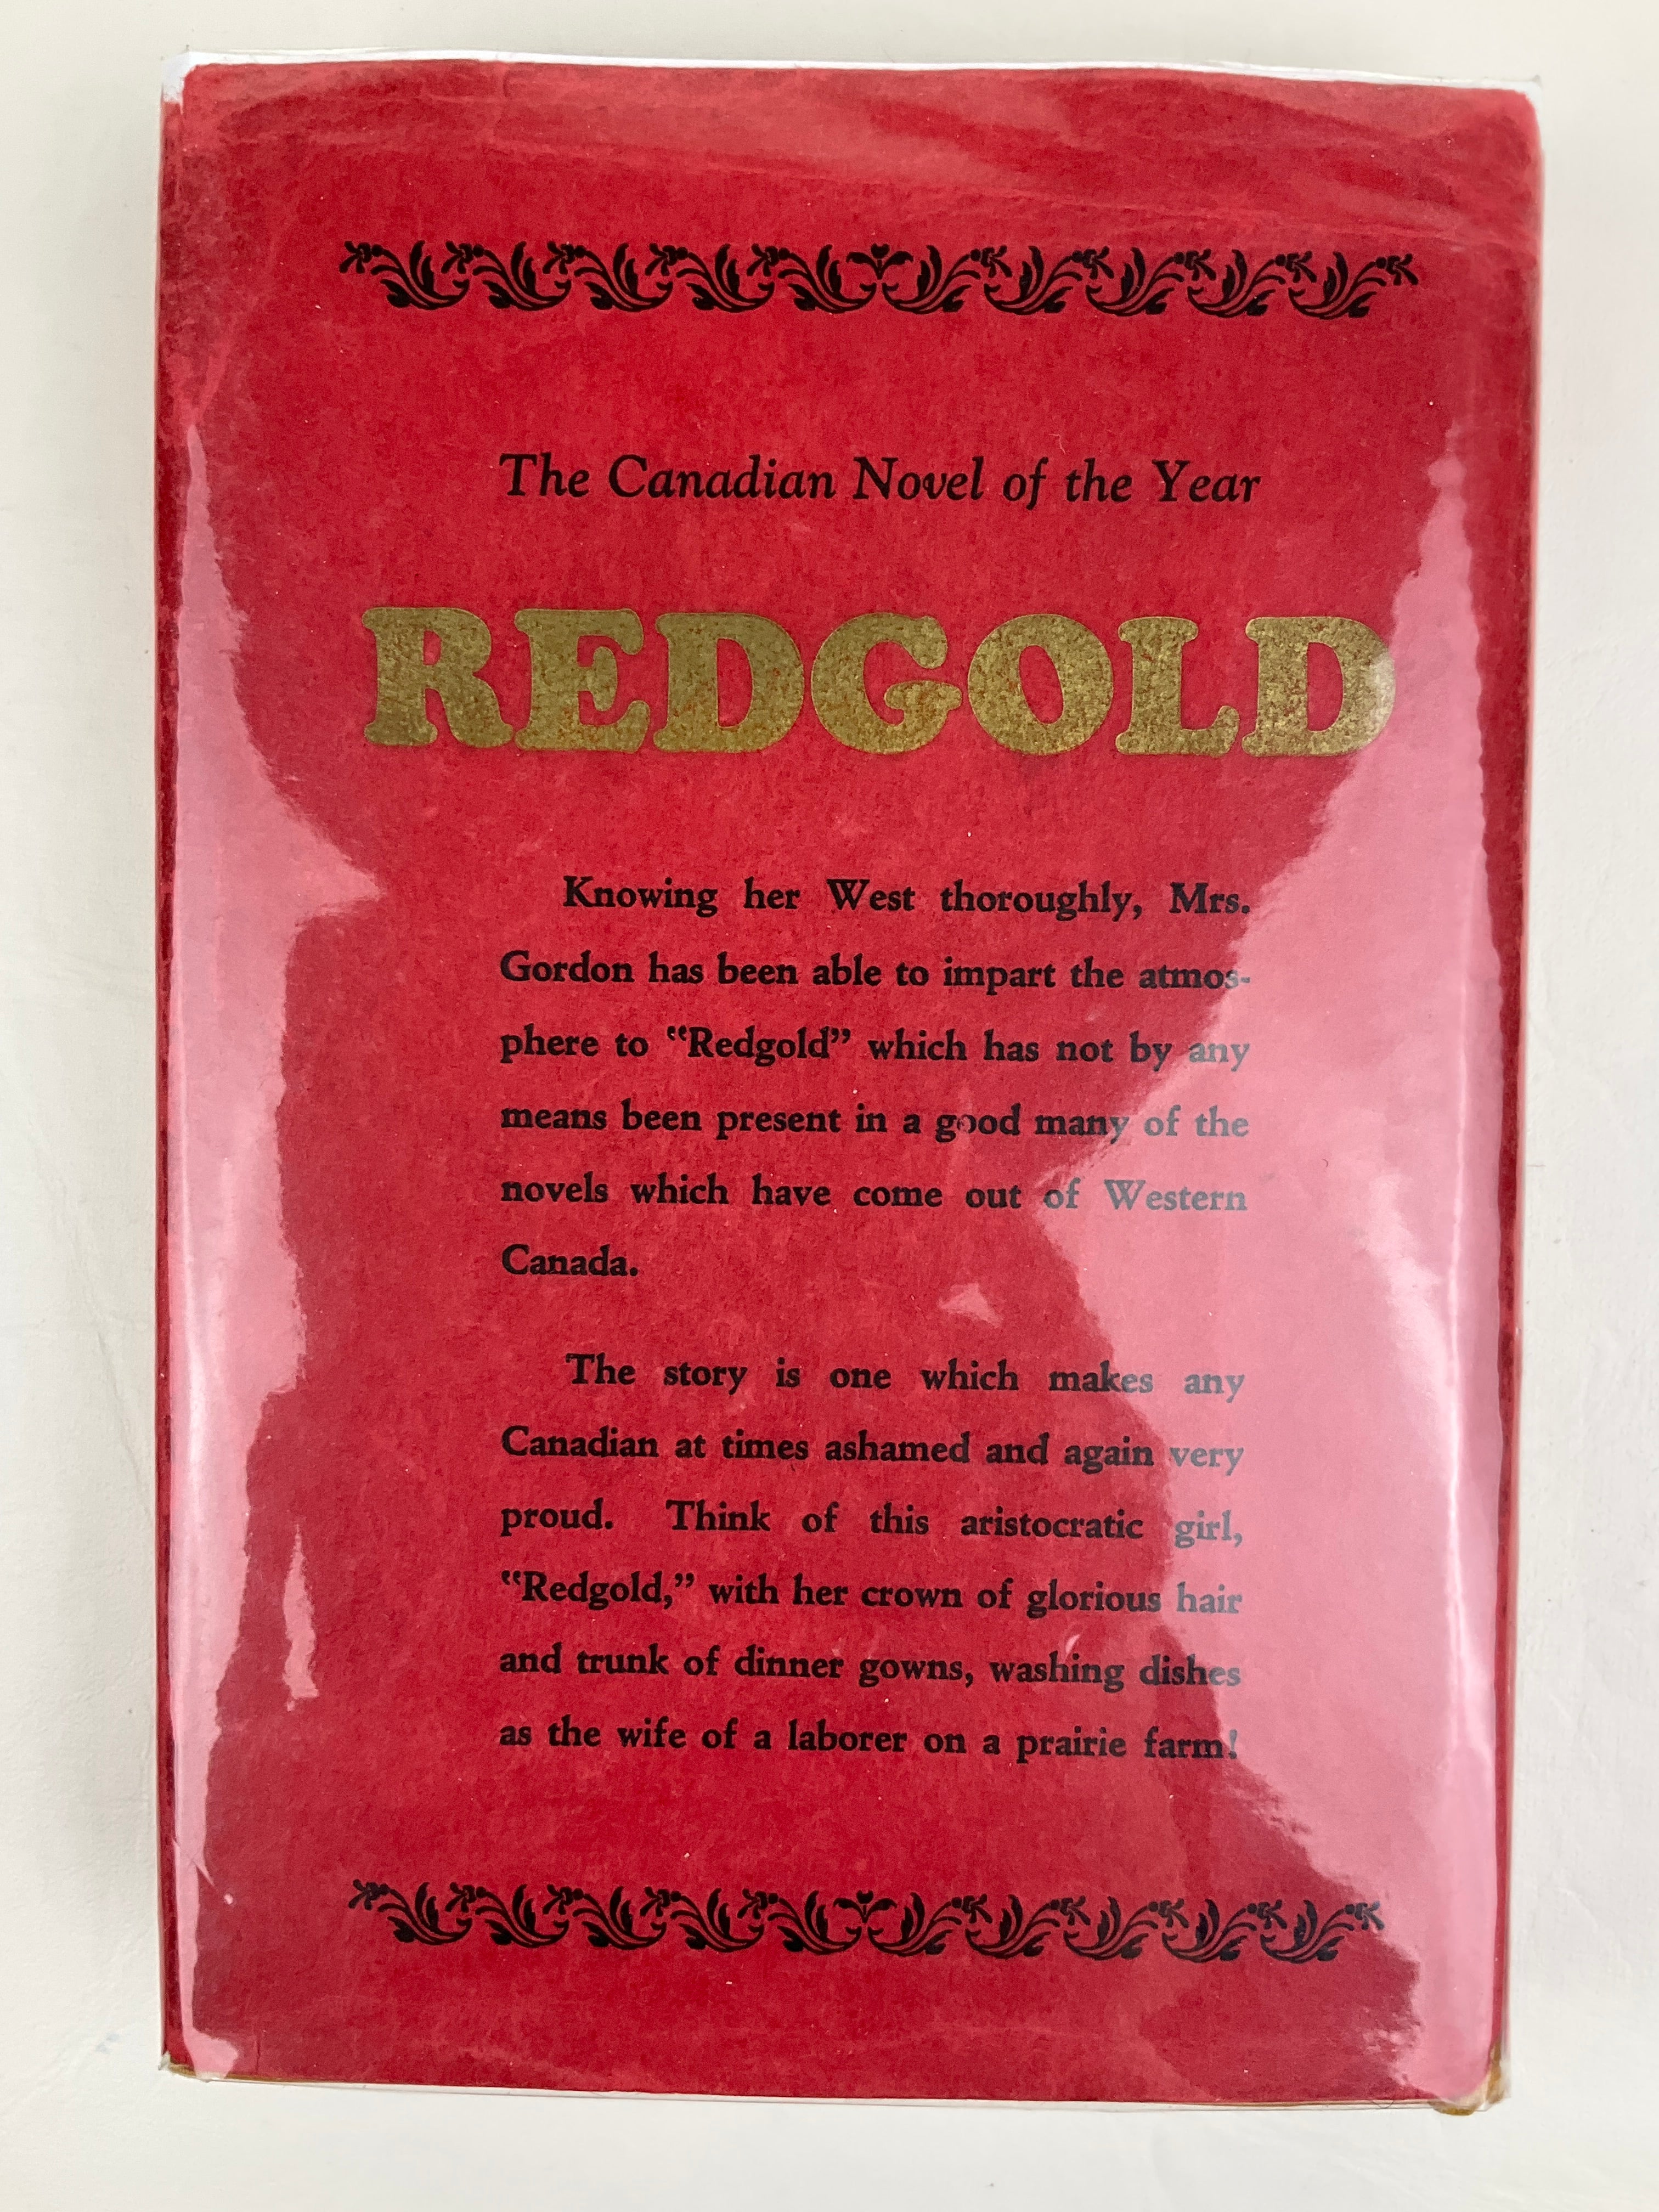 The Canadian Novel of the Year
REDGOLD
Knowing her West thoroughly, Mrs.
Gordon has been able to impart the atmos-
phere to “Redgold” which has not by any
means been present in a good many of the
novels which have come out of Western
Canada.
The story is one which makes any
Canadian at times ashamed and again very
proud. Think of this aristocratic girl,
“Redgold,” with her crown of glorious hair
and trunk of dinner gowns, washing dishes
as the wife of a laborer on a prairie farm!